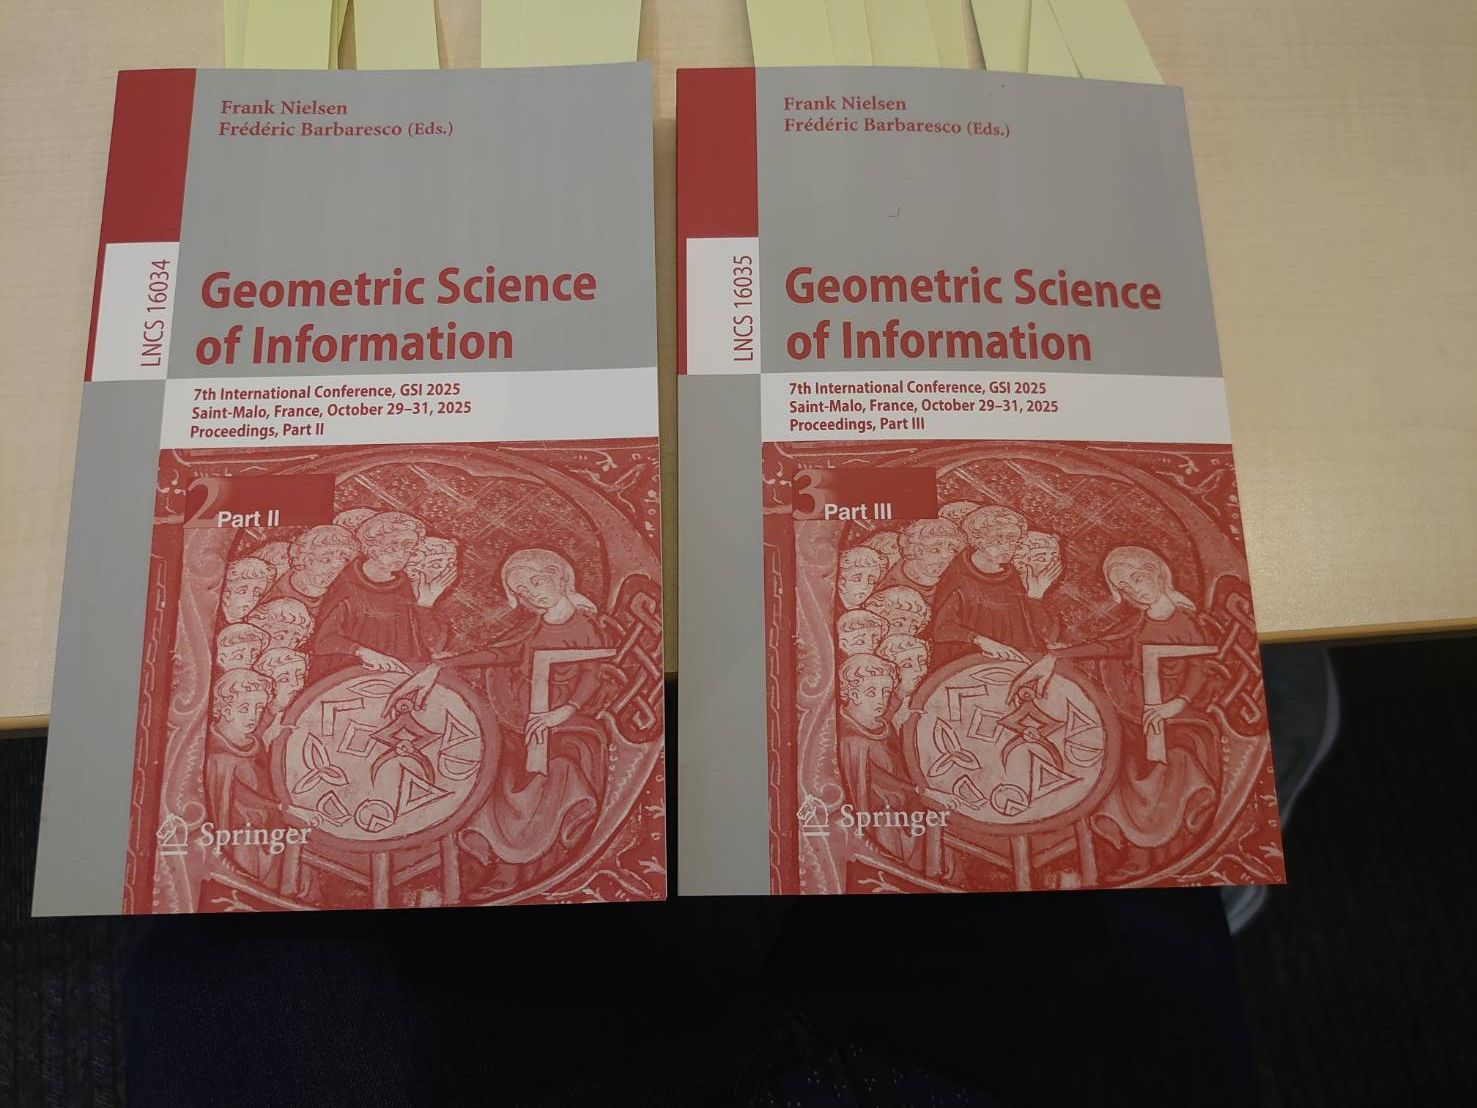 Frank Nielsen
Frédéric Barbaresco (Eds.)
LNCS 16034
Geometric Science
of Information
7th International Conference, GSI 2025
Saint-Malo, France, October 29–31, 2025
Proceedings, Part II
2 Part II
Springer
Frank Nielsen
Frédéric Barbaresco (Eds.)
LNCS 16035
Geometric Science
of Information
7th International Conference, GSI 2025
Saint-Malo, France, October 29–31, 2025
Proceedings, Part III
3 Part III
Springer